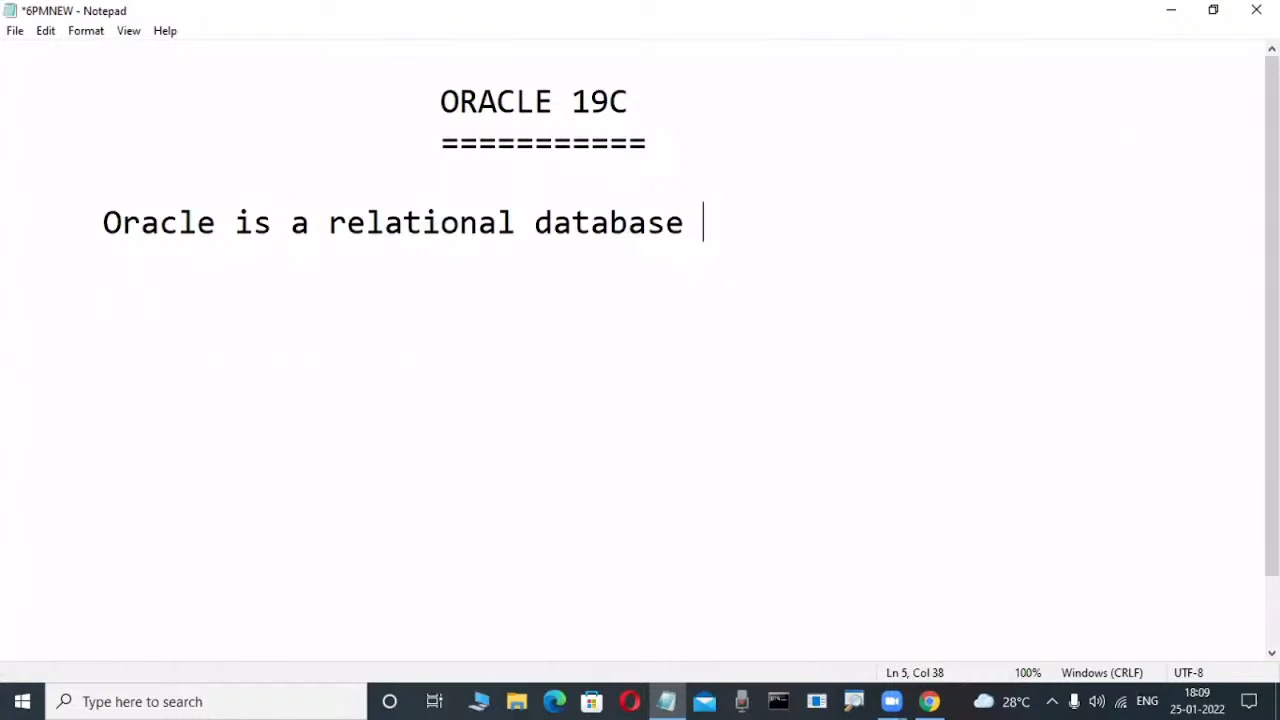 *6PMNEW - Notepad
File Edit Format View Help
ORACLE 19C
===========
Oracle is a relational database
Ln 5, Col 38 100% Windows (CRLF) UTF-8
Type here to search 28°C ENG 18:09
25-01-2022